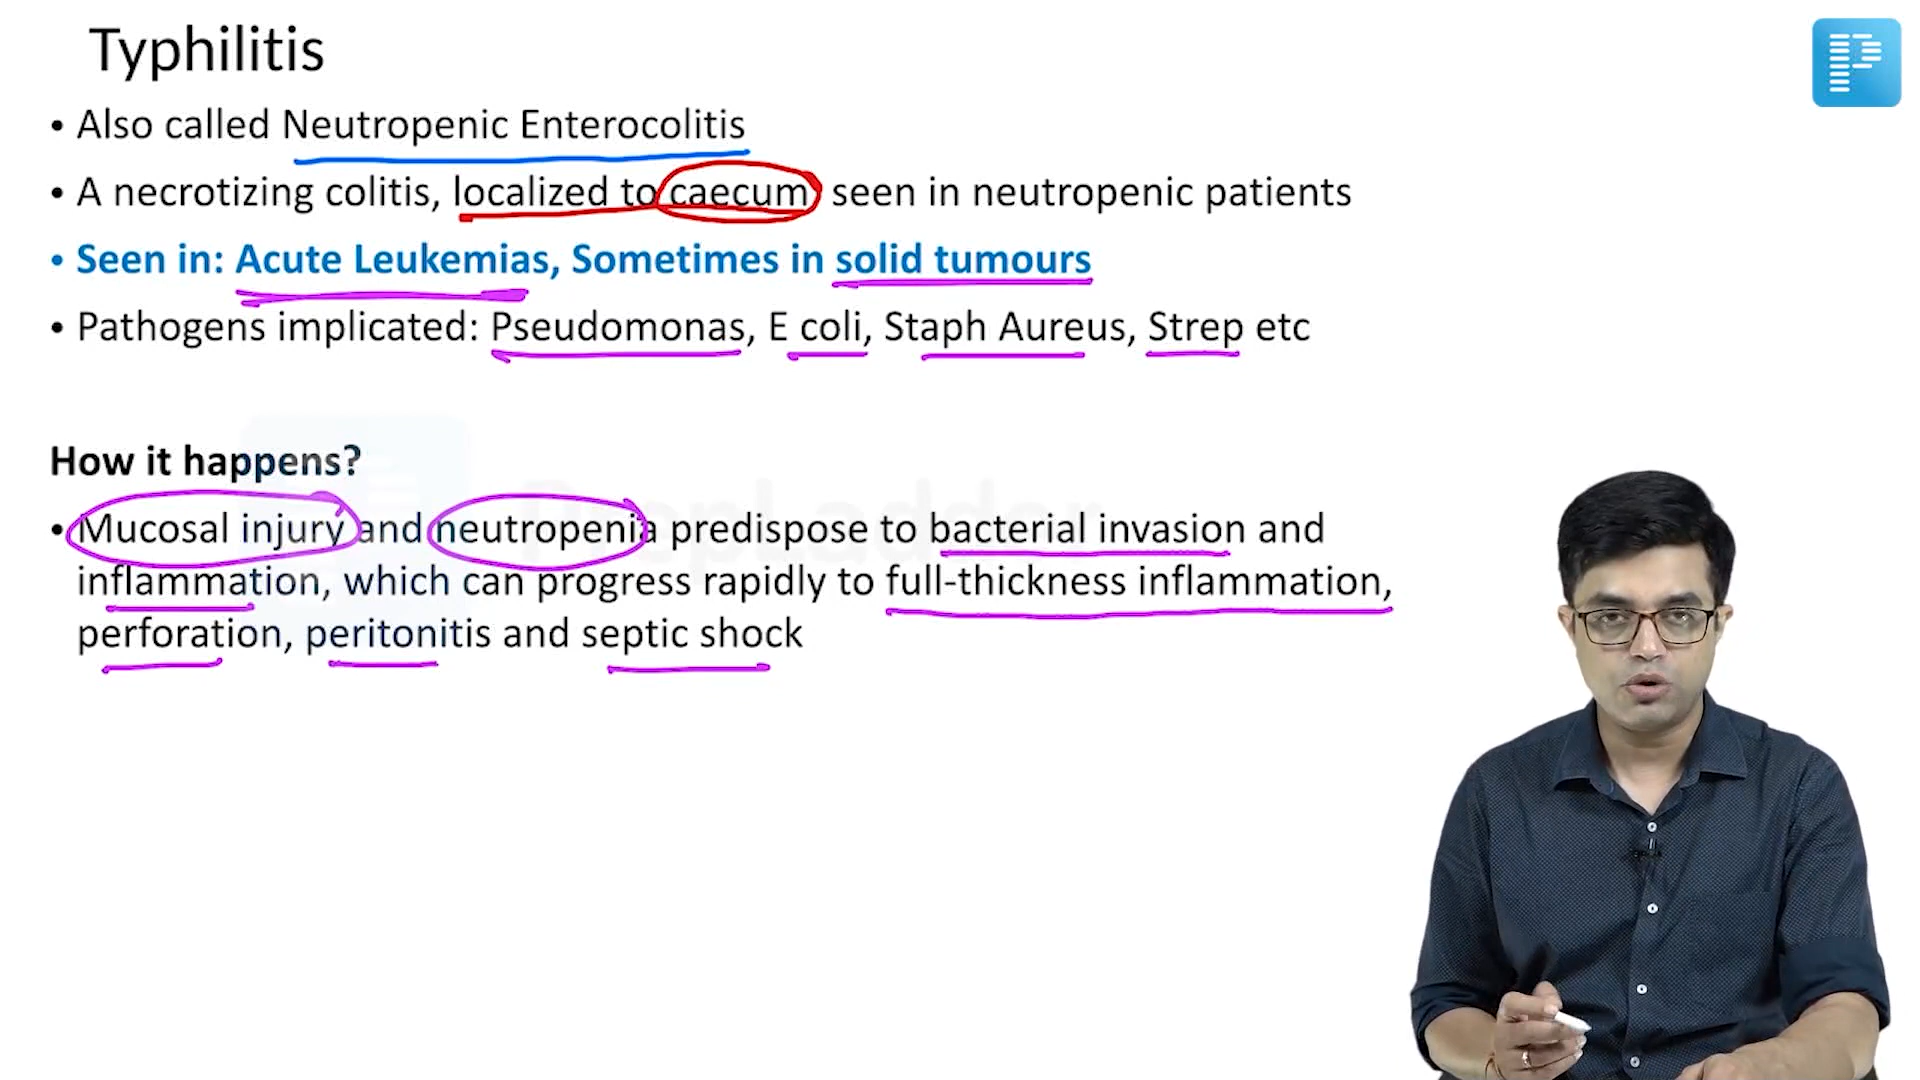 Typhilitis
• Also called Neutropenic Enterocolitis
• A necrotizing colitis, localized to caecum seen in neutropenic patients
• Seen in: Acute Leukemias, Sometimes in solid tumours
• Pathogens implicated: Pseudomonas, E coli, Staph Aureus, Strep etc
How it happens?
• Mucosal injury and neutropenia predispose to bacterial invasion and
inflammation, which can progress rapidly to full-thickness inflammation,
perforation, peritonitis and septic shock
PrepLadder